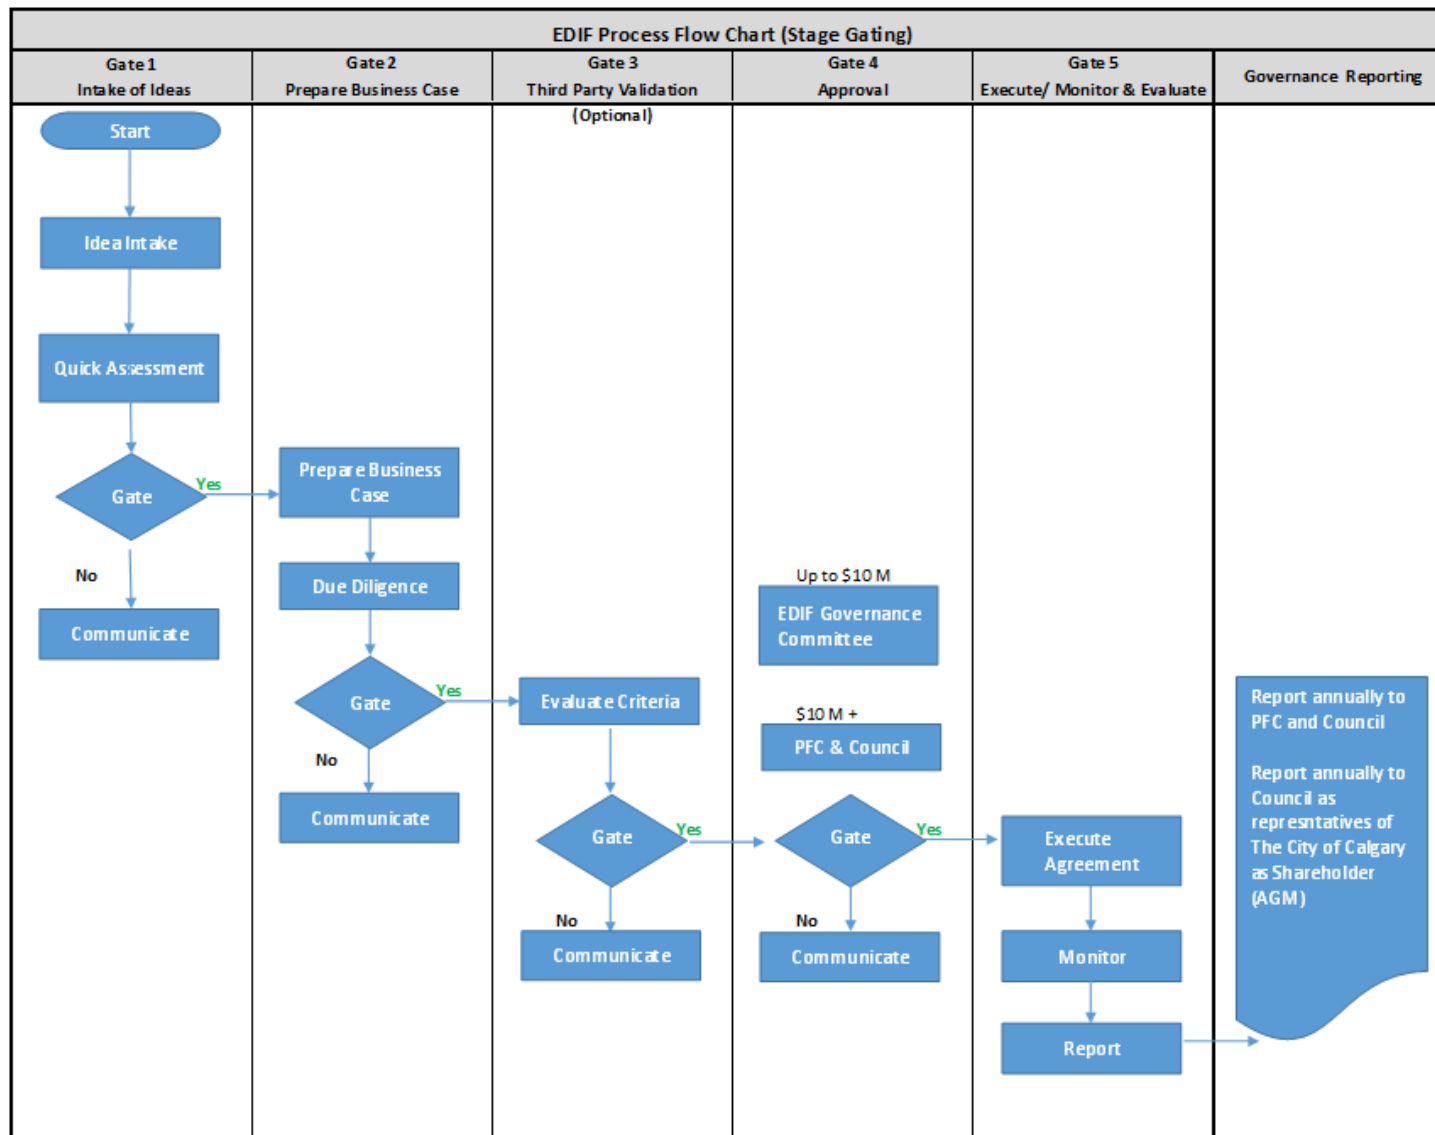 EDIF Process Flow Chart (Stage Gating)
Gate 1
Intake of Ideas
Gate 2
Prepare Business Case
Gate 3
Third Party Validation
(Optional)
Gate 4
Approval
Gate 5
Execute/ Monitor & Evaluate
Governance Reporting
Start
Idea Intake
Quick Assessment
Gate
Yes
No
Communicate
Prepare Business
Case
Due Diligence
Gate
Yes
No
Communicate
Evaluate Criteria
Gate
Yes
No
Communicate
Up to $10 M
EDIF Governance
Committee
$10 M +
PFC & Council
Gate
Yes
No
Communicate
Execute
Agreement
Monitor
Report
Report annually to
PFC and Council
Report annually to
Council as
represntatives of
The City of Calgary
as Shareholder
(AGM)